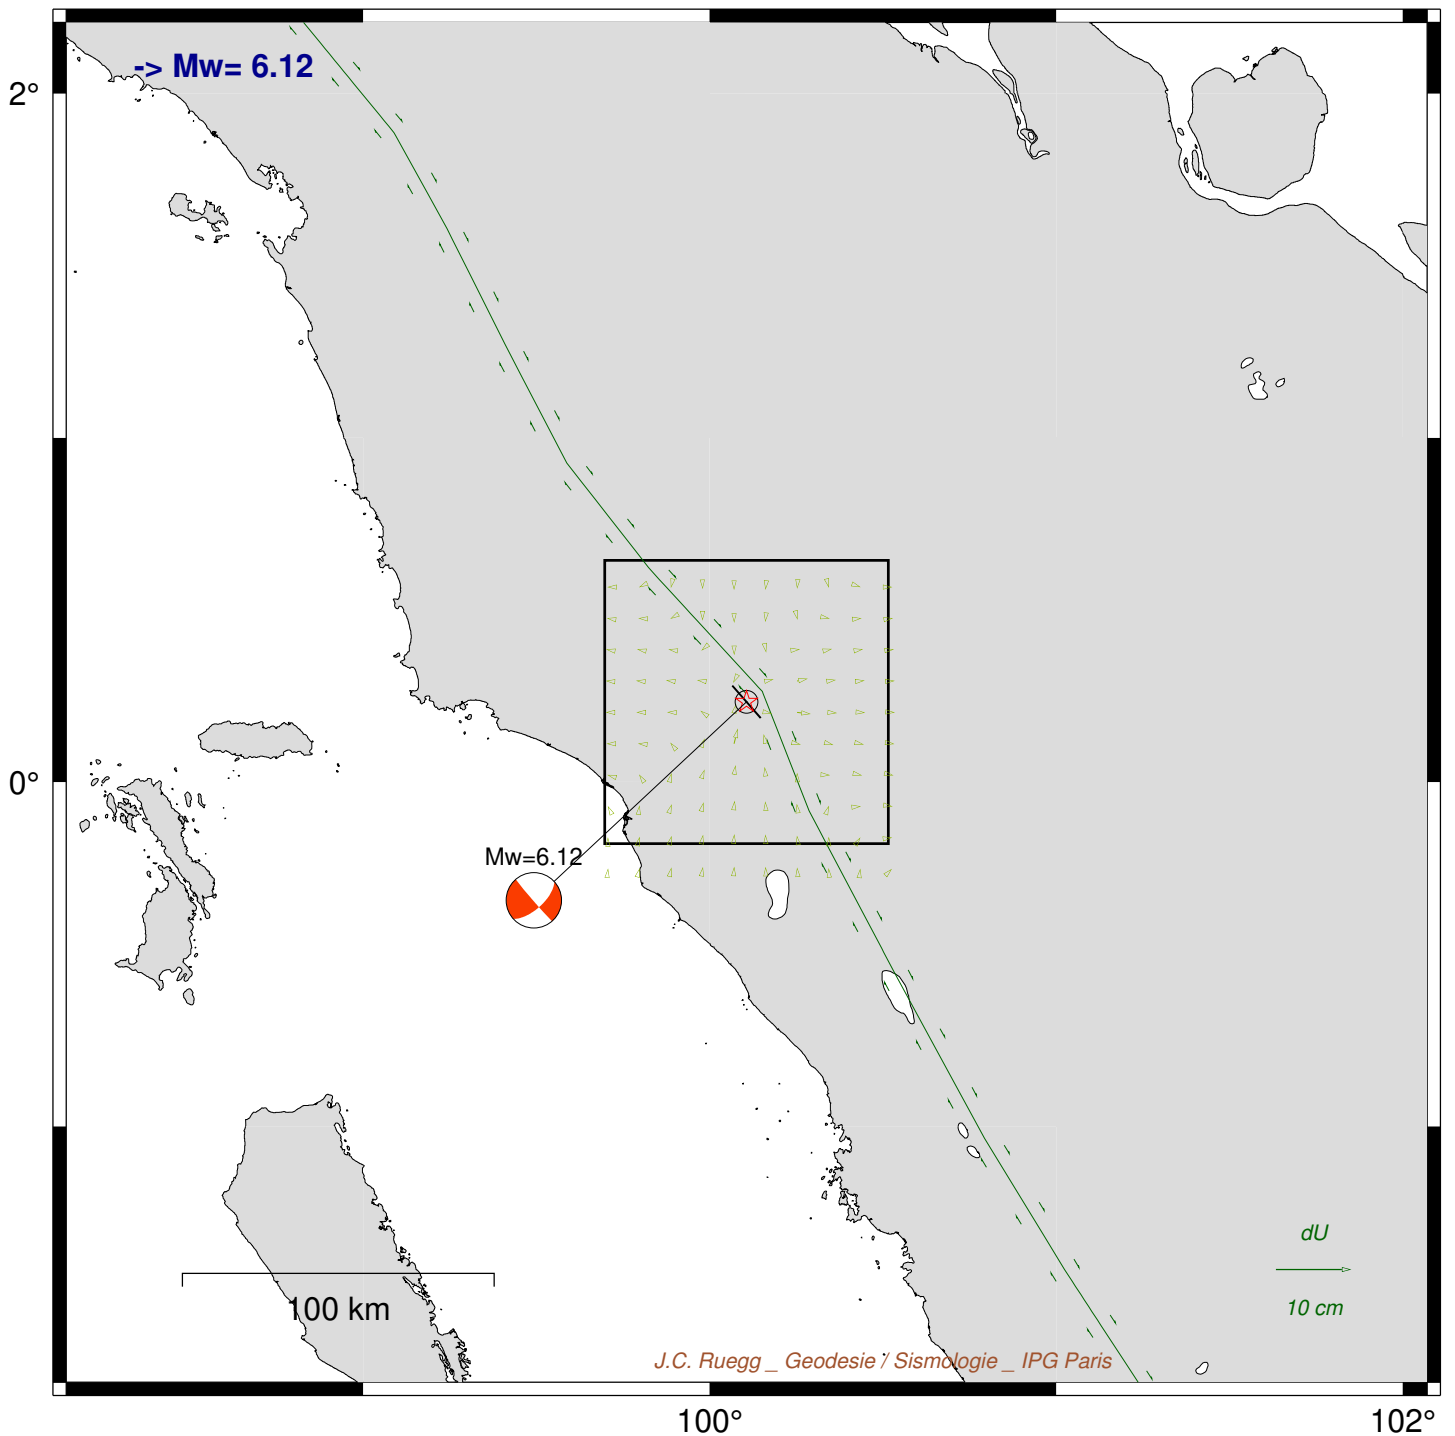 -> Mw= 6.12
2°
0°
Mw=6.12
dU
10 cm
100 km
J.C. Ruegg _ Geodesie / Sismologie _ IPG Paris
100°
102°